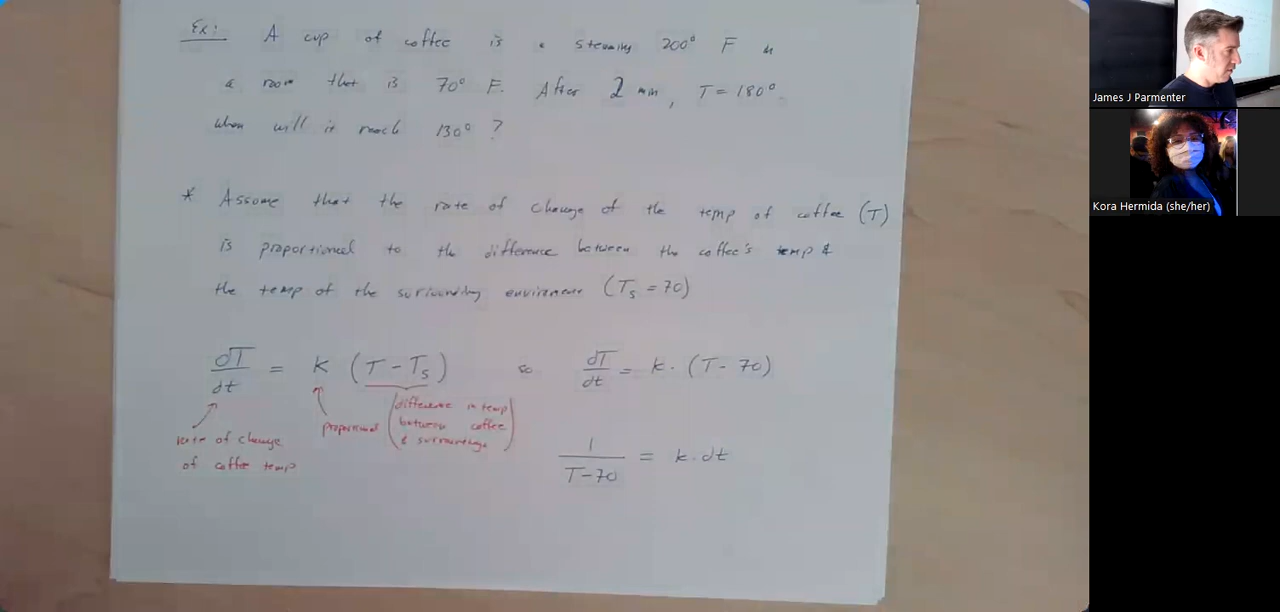 Ex: A cup of coffee is a steaming 200° F in
a room that is 70° F. After 2 min, T = 180°.
When will it reach 130° ?
* Assume that the rate of change of the temp of coffee (T)
is proportional to the difference between the coffee's temp &
the temp of the surrounding environment (Ts = 70)
dT/dt = k (T - Ts) so dT/dt = k. (T - 70)
rate of change
of coffee temp
proportional
(difference in temp
between coffee
& surroundings)
1/(T-70) = k.dt
James J Parmenter
Kora Hermida (she/her)